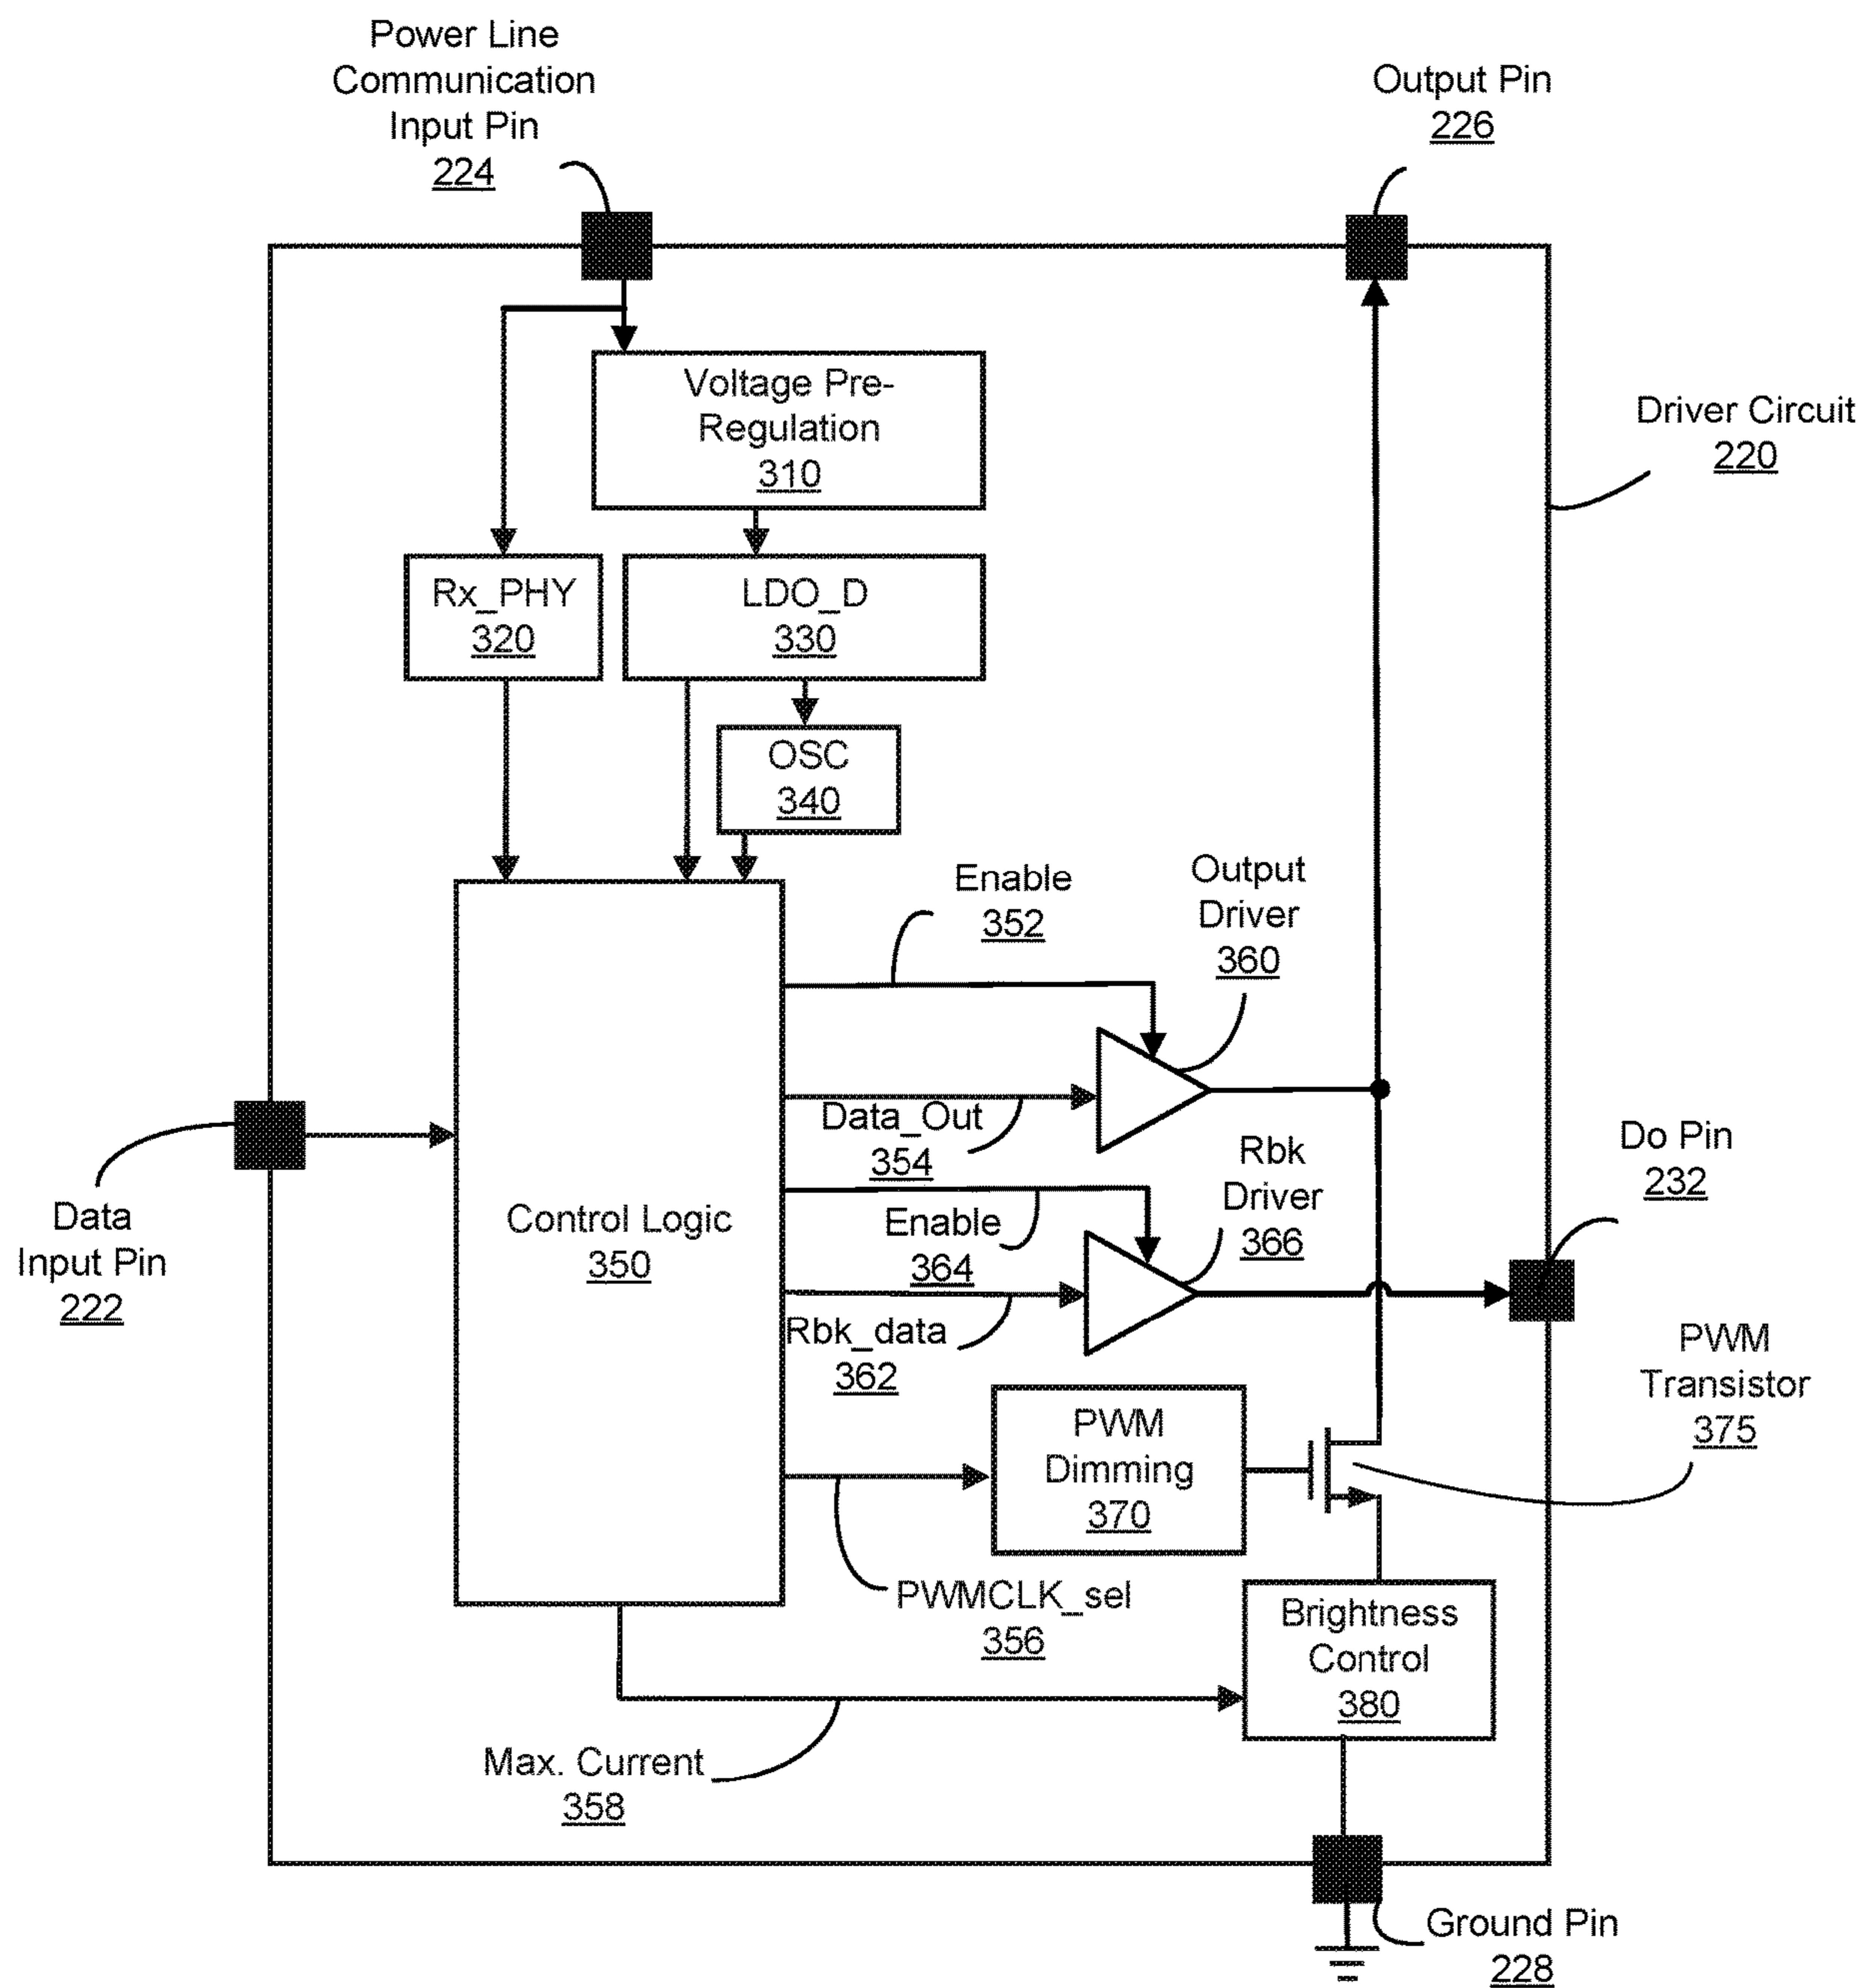 Power Line
Communication
Input Pin
224
Output Pin
226
Voltage Pre-
Regulation
310
Driver Circuit
220
Rx_PHY
320
LDO_D
330
OSC
340
Enable
352
Output
Driver
360
Data_Out
354
Control Logic
350
Data
Input Pin
222
Rbk
Driver
366
Enable
364
Do Pin
232
Rbk_data
362
PWM
Transistor
375
PWM
Dimming
370
PWMCLK_sel
356
Brightness
Control
380
Max. Current
358
Ground Pin
228